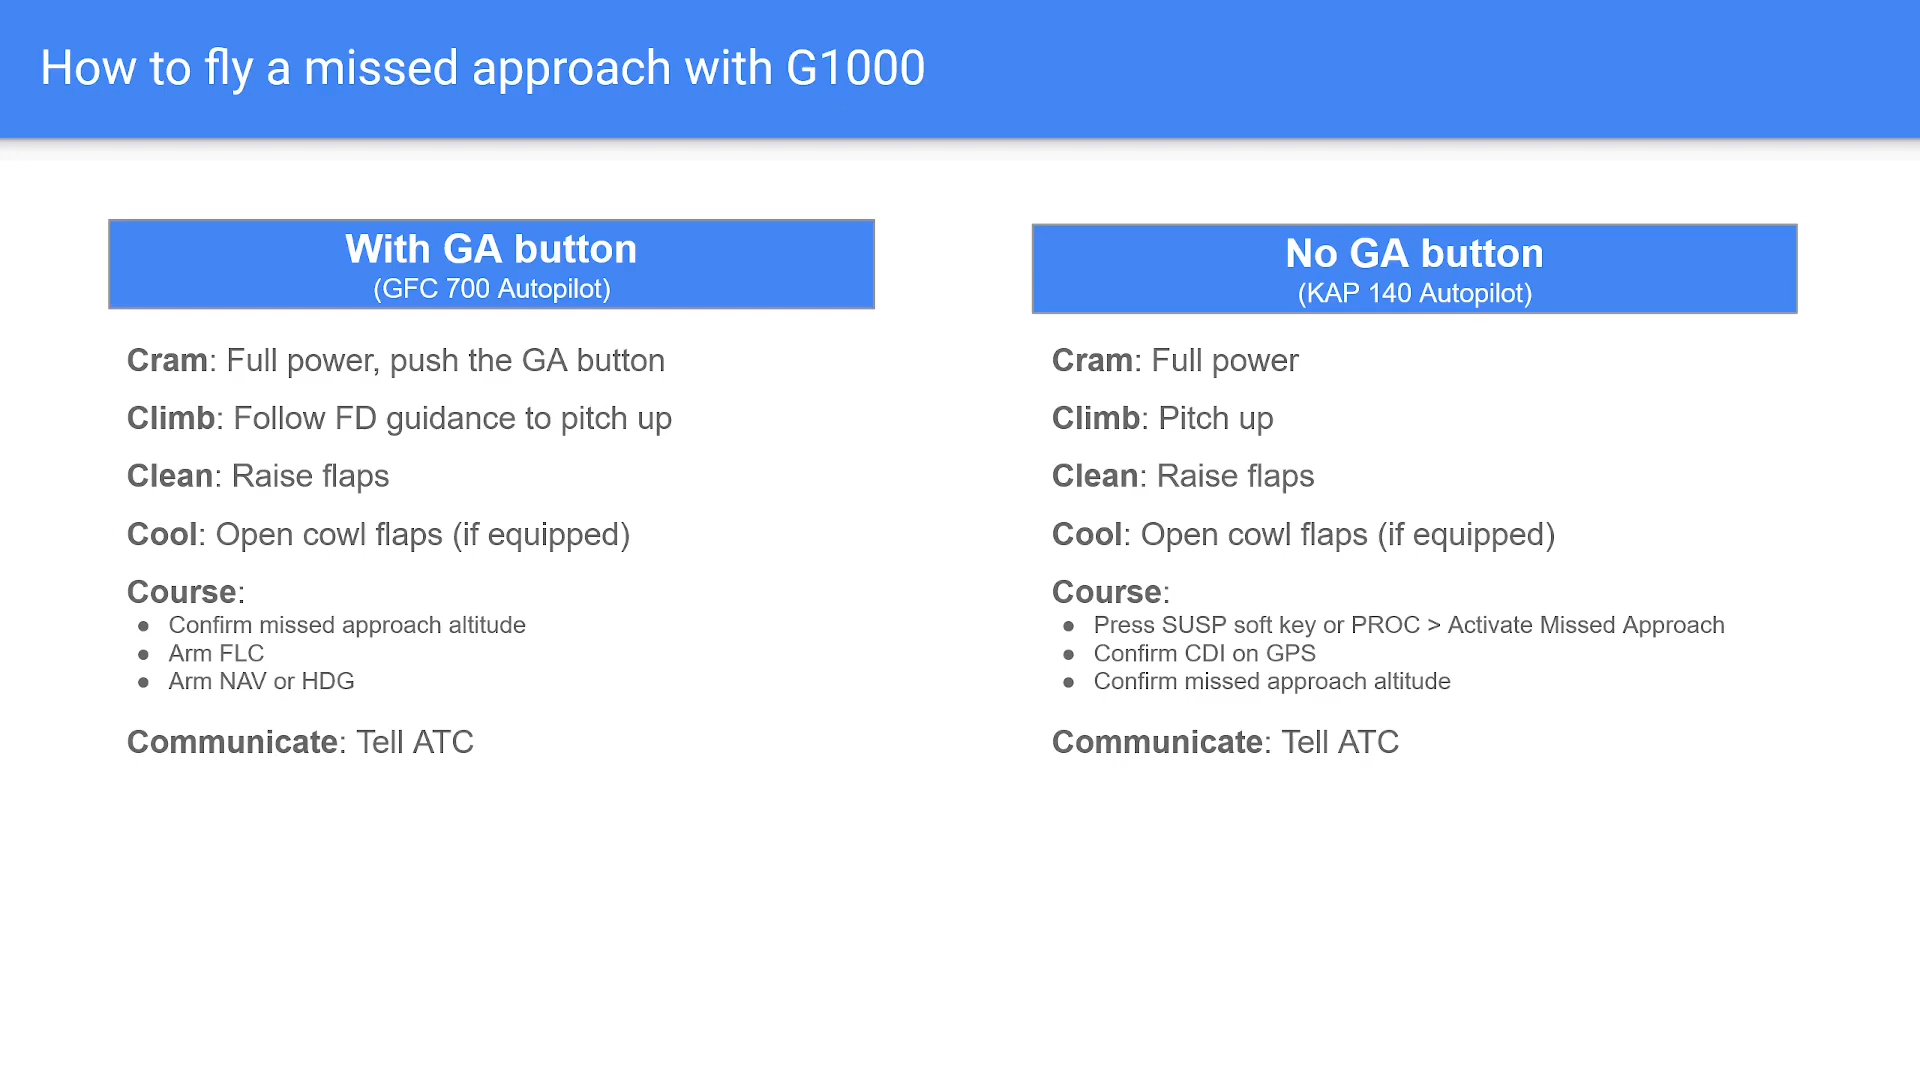 How to fly a missed approach with G1000
With GA button
(GFC 700 Autopilot)
Cram: Full power, push the GA button
Climb: Follow FD guidance to pitch up
Clean: Raise flaps
Cool: Open cowl flaps (if equipped)
Course:
● Confirm missed approach altitude
● Arm FLC
● Arm NAV or HDG
Communicate: Tell ATC
No GA button
(KAP 140 Autopilot)
Cram: Full power
Climb: Pitch up
Clean: Raise flaps
Cool: Open cowl flaps (if equipped)
Course:
● Press SUSP soft key or PROC > Activate Missed Approach
● Confirm CDI on GPS
● Confirm missed approach altitude
Communicate: Tell ATC